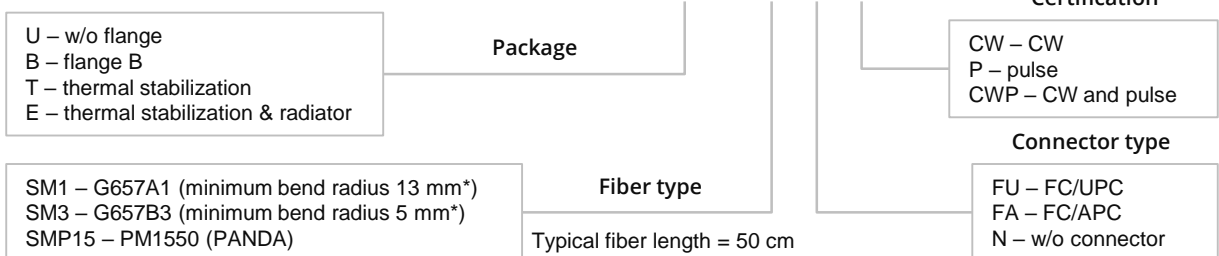 Certification
U – w/o flange
B – flange B
T – thermal stabilization
E – thermal stabilization & radiator
Package
CW – CW
P – pulse
CWP – CW and pulse
SM1 – G657A1 (minimum bend radius 13 mm*)
SM3 – G657B3 (minimum bend radius 5 mm*)
SMP15 – PM1550 (PANDA)
Fiber type
Typical fiber length = 50 cm
Connector type
FU – FC/UPC
FA – FC/APC
N – w/o connector